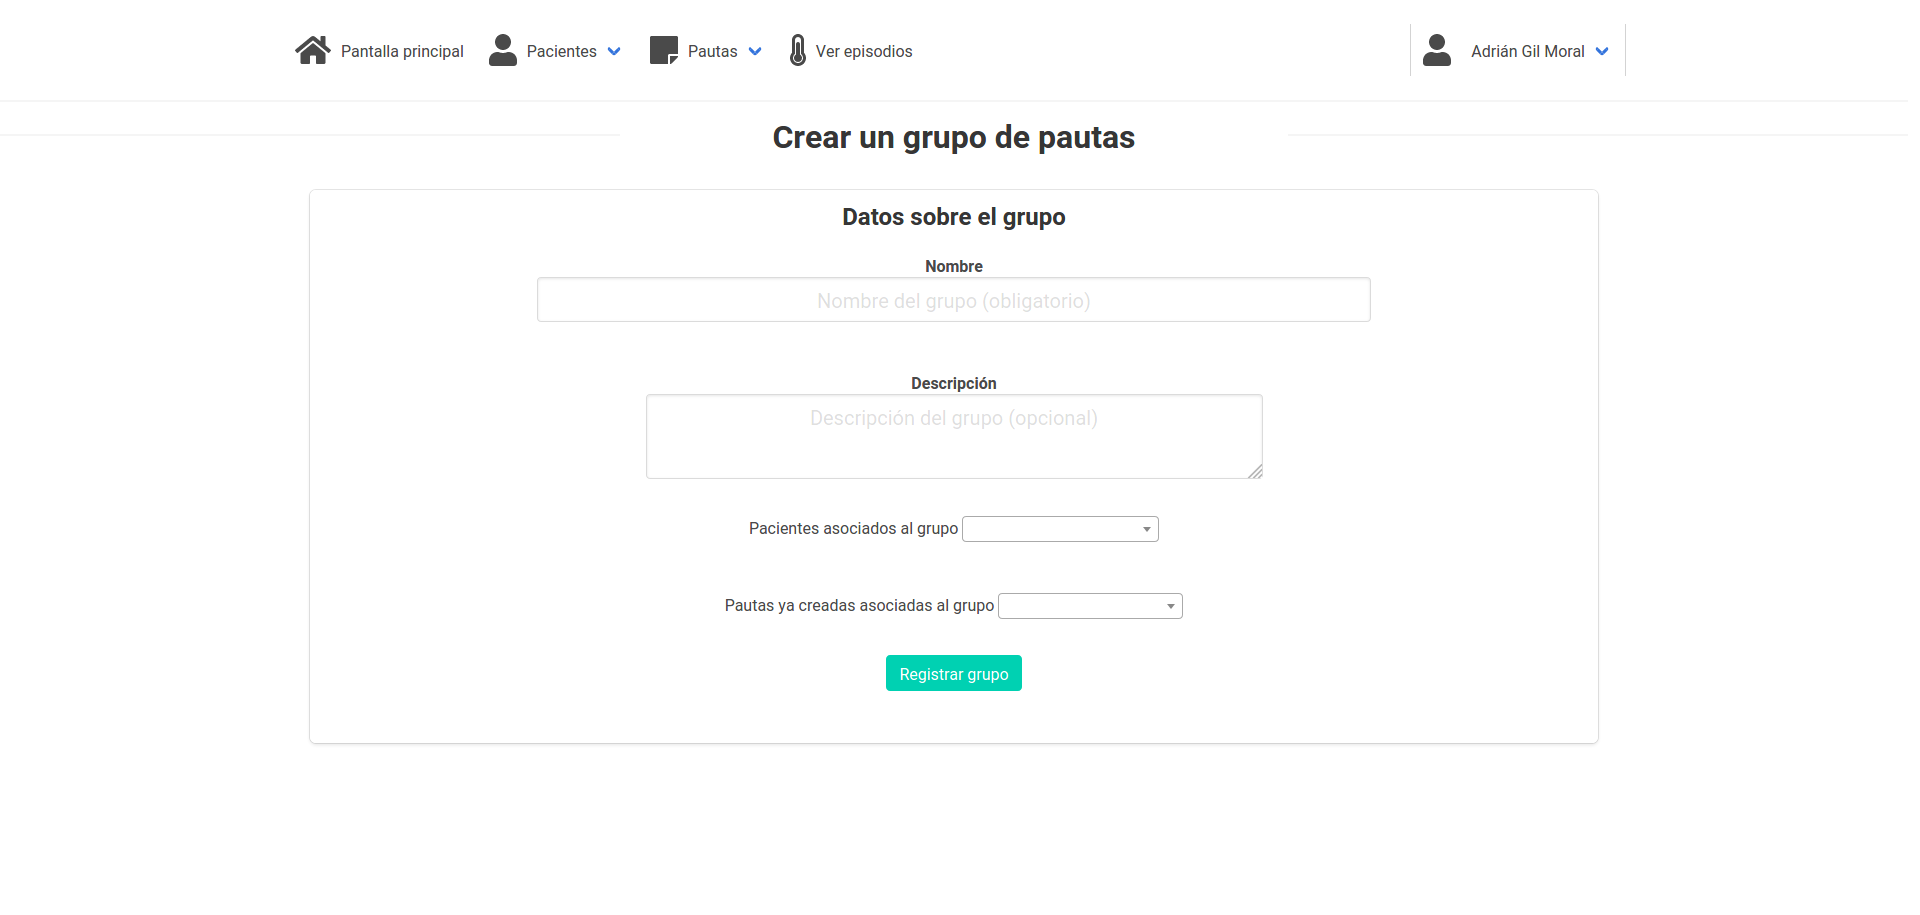 Pantalla principal Pacientes Pautas Ver episodios Adrián Gil Moral
Crear un grupo de pautas
Datos sobre el grupo
Nombre
Nombre del grupo (obligatorio)
Descripción
Descripción del grupo (opcional)
Pacientes asociados al grupo
Pautas ya creadas asociadas al grupo
Registrar grupo